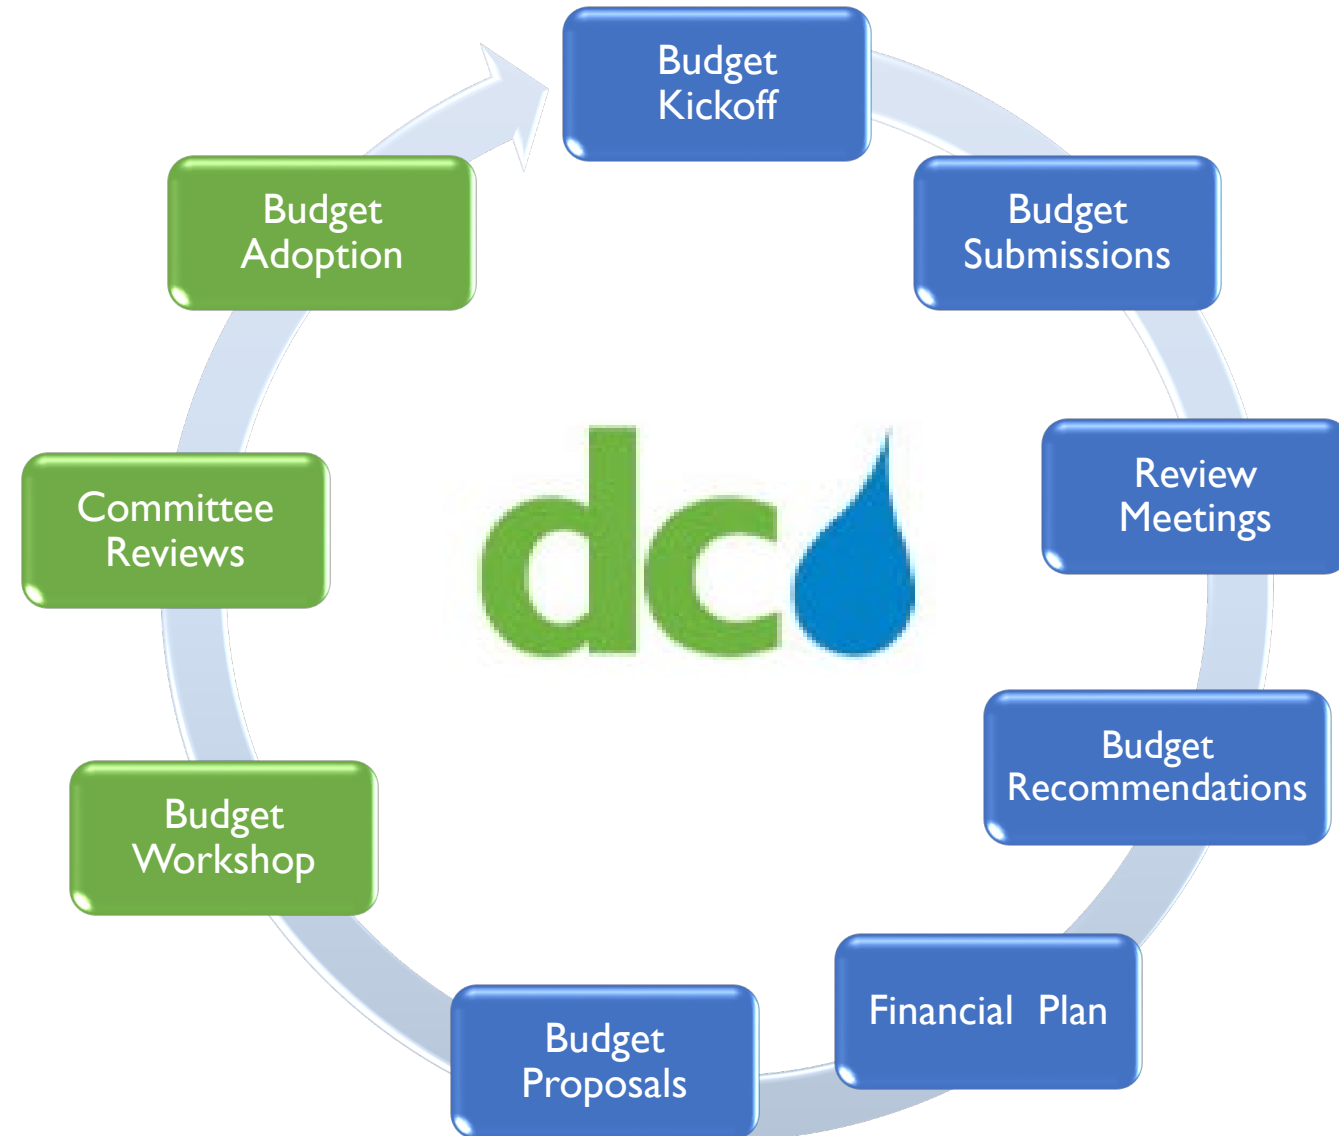 Budget
Kickoff
Budget
Submissions
Review
Meetings
Budget
Recommendations
Financial Plan
Budget
Proposals
Budget
Workshop
Committee
Reviews
Budget
Adoption
dc